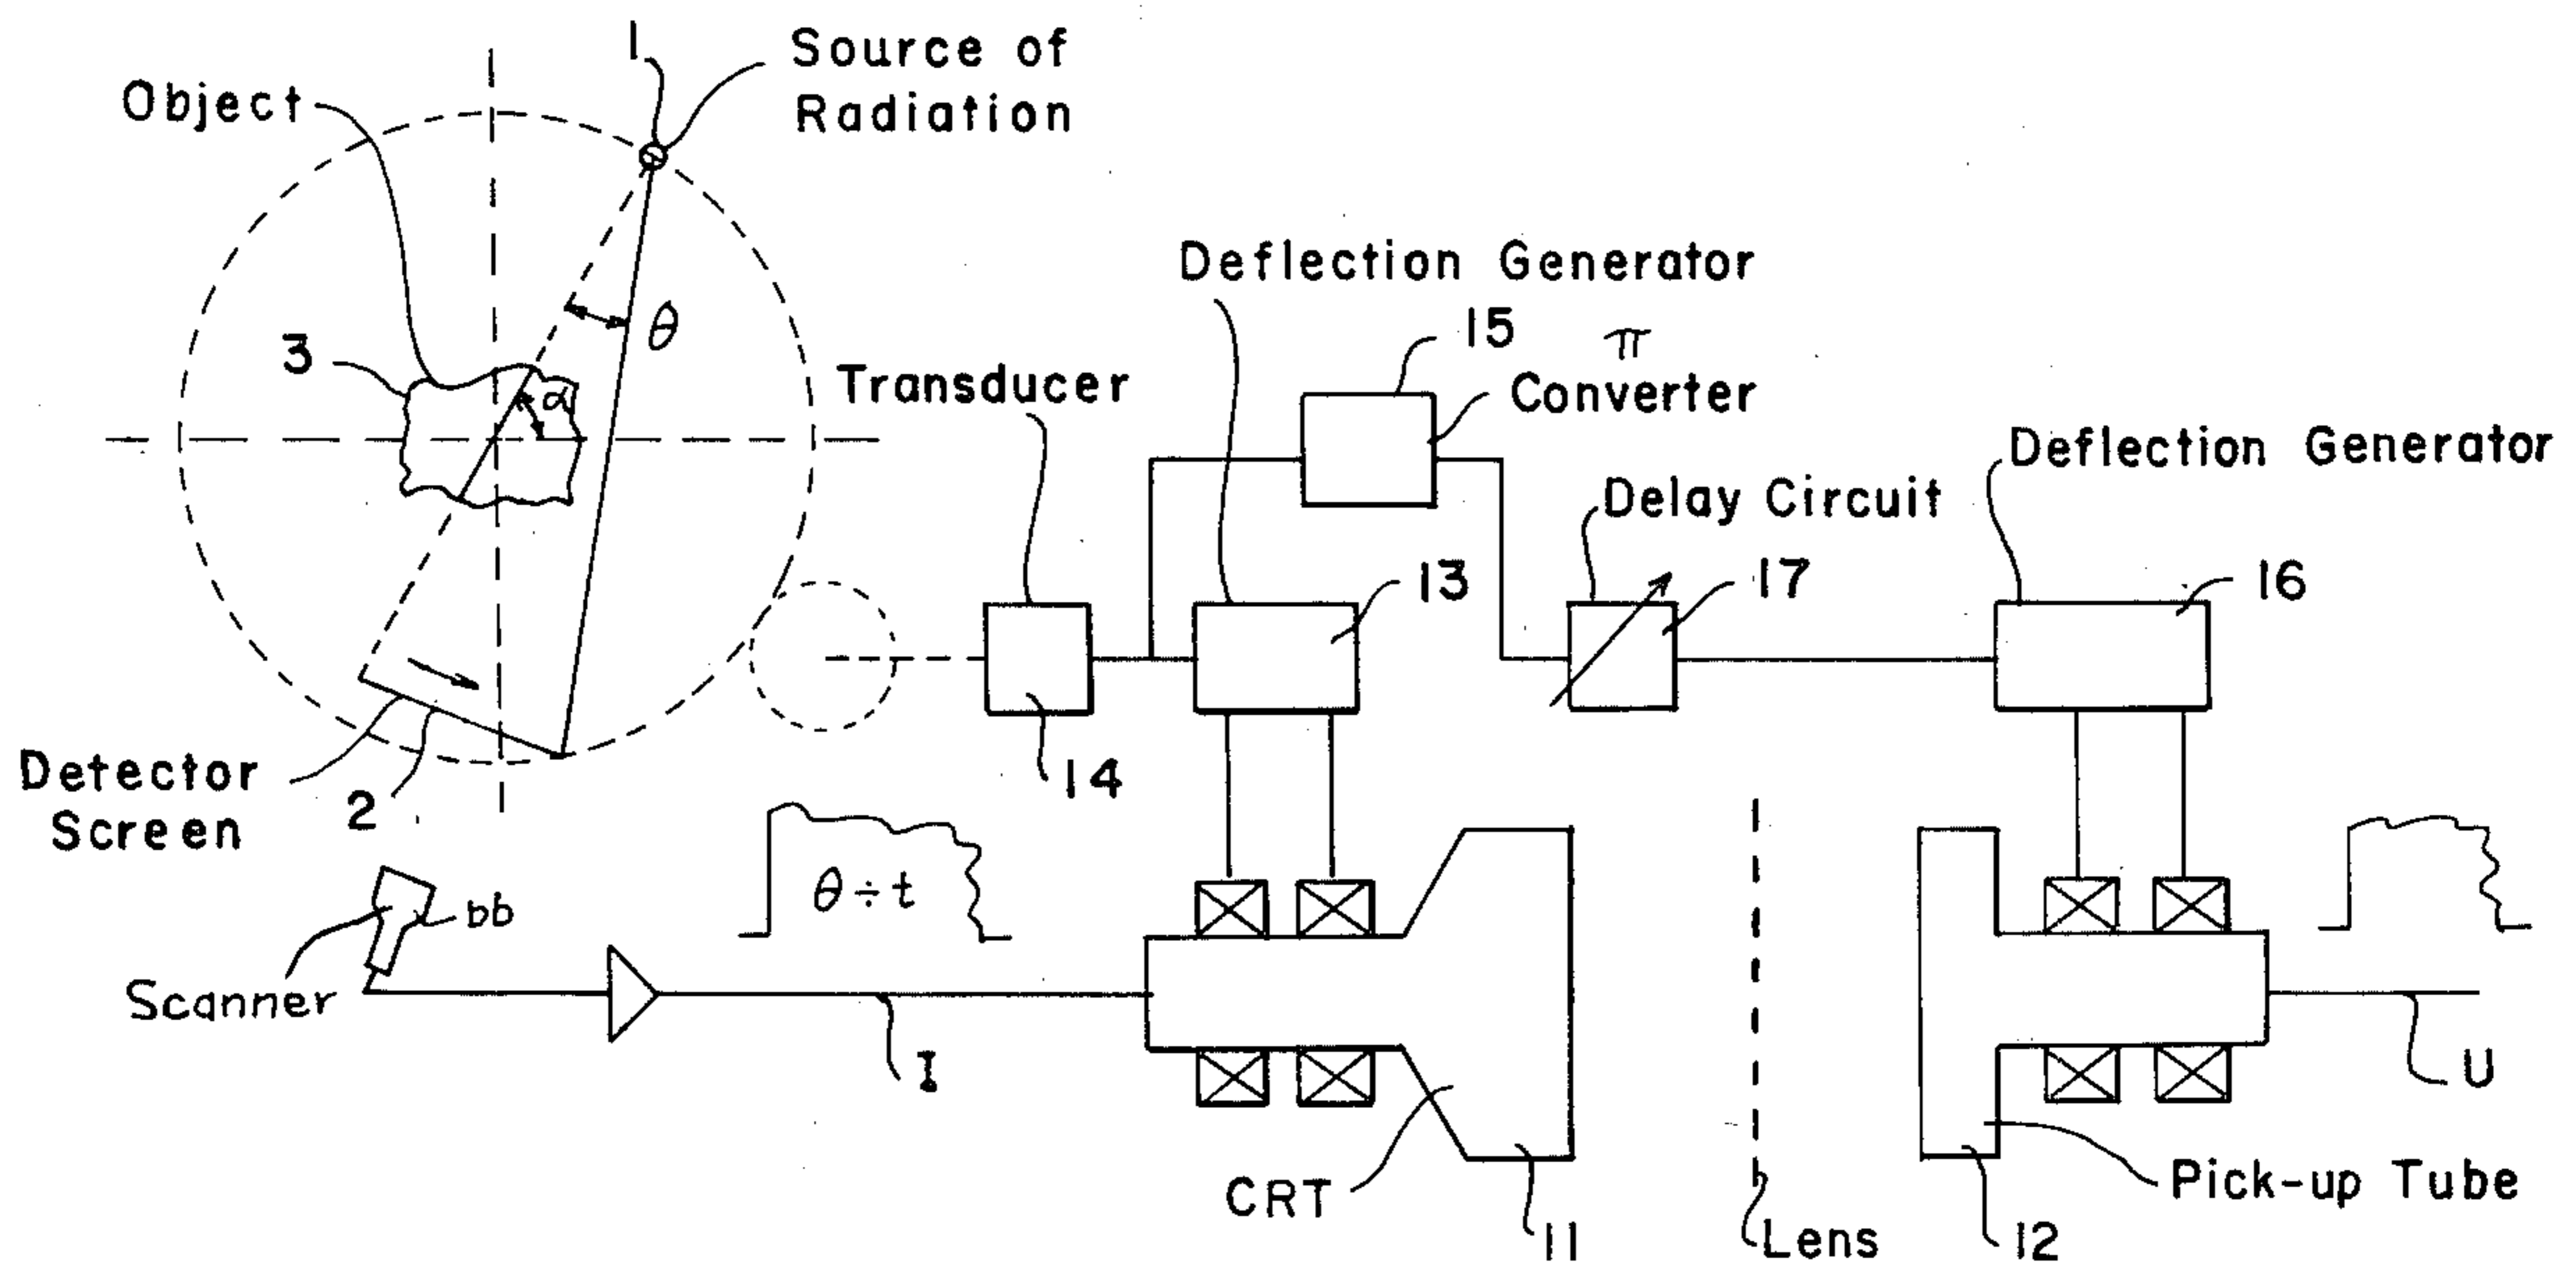 1
Source of
Radiation
Object
θ
3
α
Deflection Generator
15
π
Converter
Transducer
Deflection Generator
Delay Circuit
13
17
16
14
Detector
Screen
2
θ÷t
bb
Scanner
I
U
CRT
11
Lens
Pick-up Tube
12